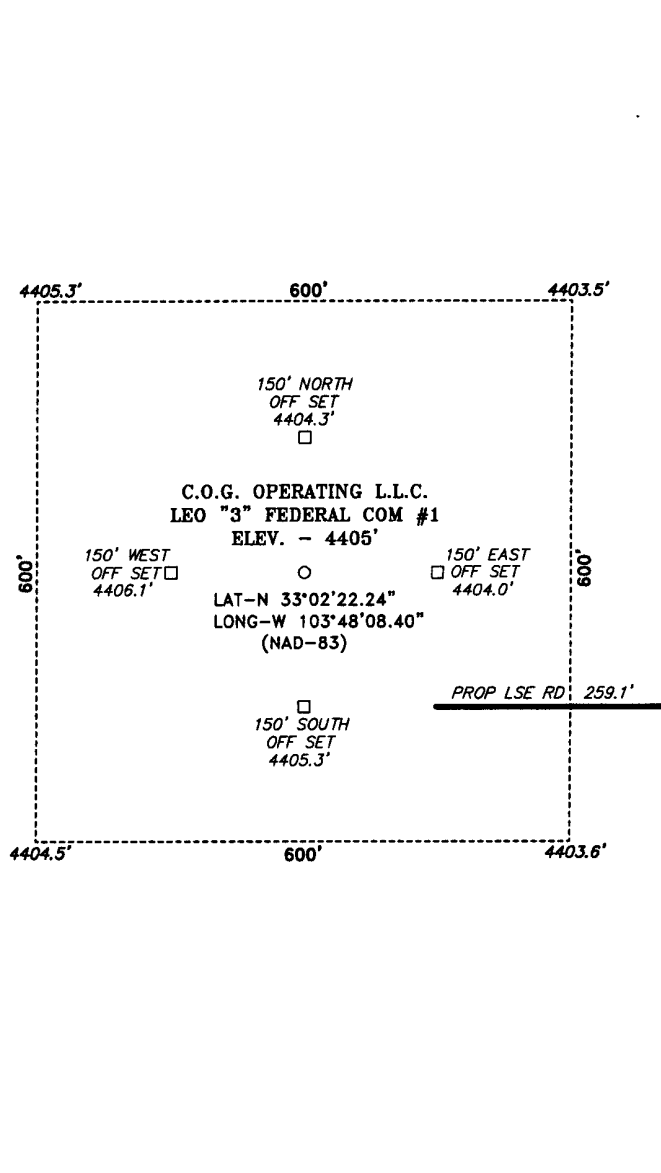 4405.3' 600' 4403.5'
150' NORTH
OFF SET
4404.3'
C.O.G. OPERATING L.L.C.
LEO "3" FEDERAL COM #1
ELEV. - 4405'
150' WEST
OFF SET
4406.1'
600'
150' EAST
OFF SET
4404.0'
600'
LAT-N 33°02'22.24"
LONG-W 103°48'08.40"
(NAD-83)
PROP LSE RD 259.1'
150' SOUTH
OFF SET
4405.3'
4404.5' 600' 4403.6'